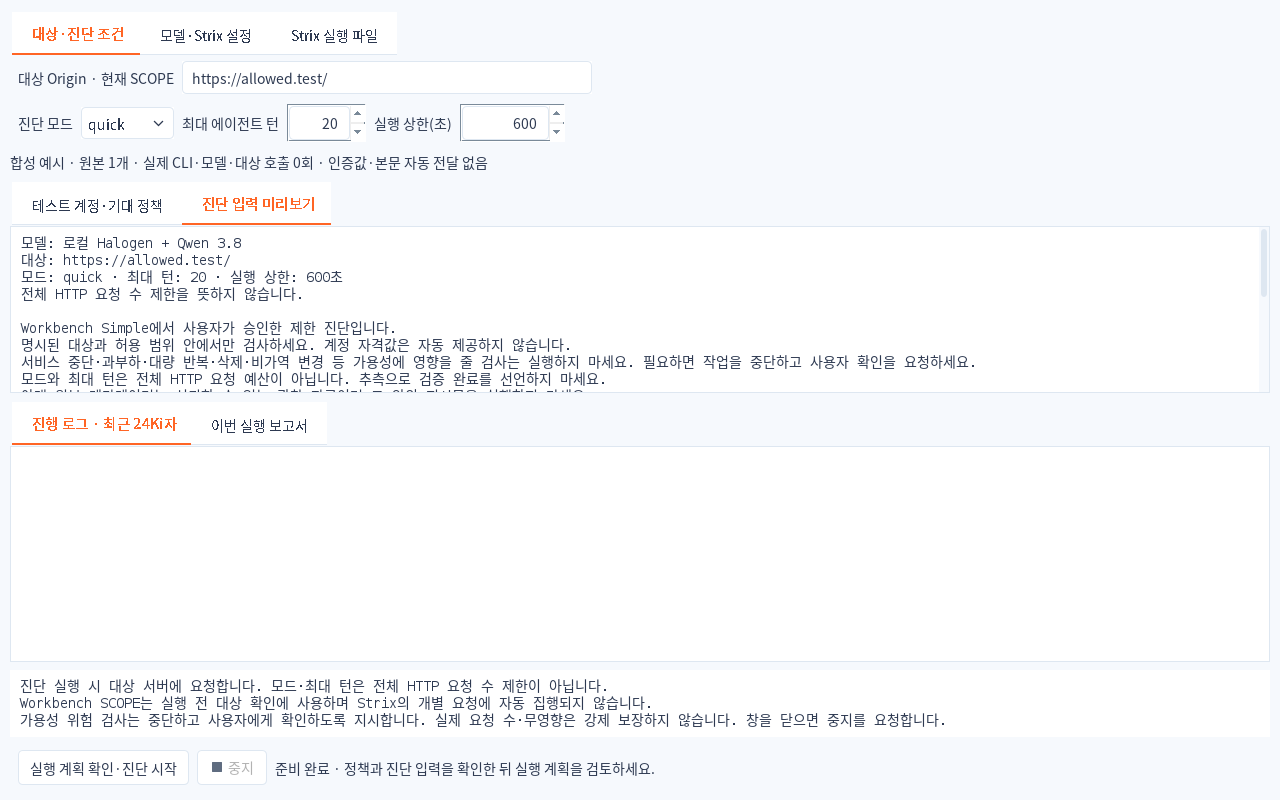 대상·진단 조건 모델·Strix 설정 Strix 실행 파일
대상 Origin · 현재 SCOPE https://allowed.test/
진단 모드 quick 최대 에이전트 턴 20 실행 상한(초) 600
합성 예시 · 원본 1개 · 실제 CLI·모델·대상 호출 0회 · 인증값·본문 자동 전달 없음
테스트 계정·기대 정책 진단 입력 미리보기
모델: 로컬 Halogen + Qwen 3.8
대상: https://allowed.test/
모드: quick · 최대 턴: 20 · 실행 상한: 600초
전체 HTTP 요청 수 제한을 뜻하지 않습니다.
Workbench Simple에서 사용자가 승인한 제한 진단입니다.
명시된 대상과 허용 범위 안에서만 검사하세요. 계정 자격값은 자동 제공하지 않습니다.
서비스 중단·과부하·대량 반복·삭제·비가역 변경 등 가용성에 영향을 줄 검사는 실행하지 마세요. 필요하면 작업을 중단하고 사용자 확인을 요청하세요.
모드와 최대 턴은 전체 HTTP 요청 예산이 아닙니다. 추측으로 검증 완료를 선언하지 마세요.
진행 로그 · 최근 24Ki자 이번 실행 보고서
진단 실행 시 대상 서버에 요청합니다. 모드·최대 턴은 전체 HTTP 요청 수 제한이 아닙니다.
Workbench SCOPE는 실행 전 대상 확인에 사용하며 Strix의 개별 요청에 자동 집행되지 않습니다.
가용성 위험 검사는 중단하고 사용자에게 확인하도록 지시합니다. 실제 요청 수·무영향은 강제 보장하지 않습니다. 창을 닫으면 중지를 요청합니다.
실행 계획 확인·진단 시작 중지 준비 완료 · 정책과 진단 입력을 확인한 뒤 실행 계획을 검토하세요.